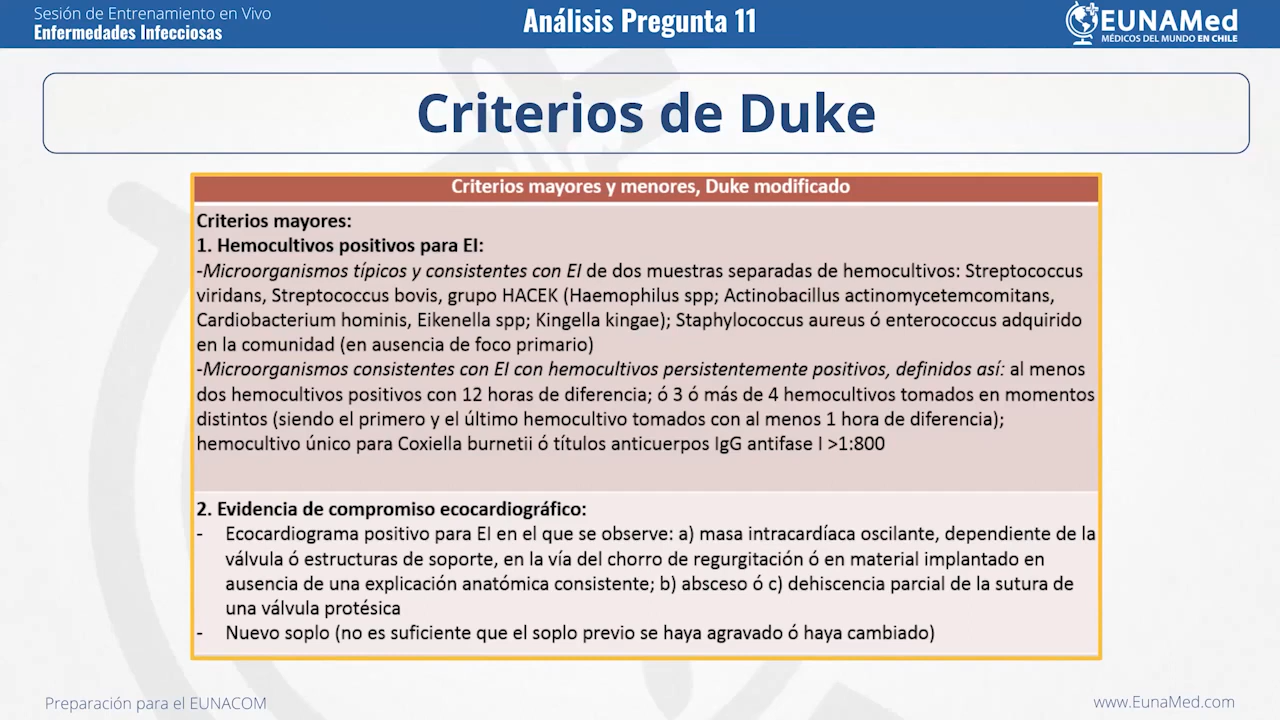 Sesión de Entrenamiento en Vivo
Enfermedades Infecciosas
Análisis Pregunta 11
EUNAMed
MÉDICOS DEL MUNDO EN CHILE
Criterios de Duke
Criterios mayores y menores, Duke modificado
Criterios mayores:
1. Hemocultivos positivos para EI:
-Microorganismos típicos y consistentes con EI de dos muestras separadas de hemocultivos: Streptococcus
viridans, Streptococcus bovis, grupo HACEK (Haemophilus spp; Actinobacillus actinomycetemcomitans,
Cardiobacterium hominis, Eikenella spp; Kingella kingae); Staphylococcus aureus ó enterococcus adquirido
en la comunidad (en ausencia de foco primario)
-Microorganismos consistentes con EI con hemocultivos persistentemente positivos, definidos así: al menos
dos hemocultivos positivos con 12 horas de diferencia; ó 3 ó más de 4 hemocultivos tomados en momentos
distintos (siendo el primero y el último hemocultivo tomados con al menos 1 hora de diferencia);
hemocultivo único para Coxiella burnetii ó títulos anticuerpos IgG antifase I >1:800
2. Evidencia de compromiso ecocardiográfico:
- Ecocardiograma positivo para EI en el que se observe: a) masa intracardíaca oscilante, dependiente de la
válvula ó estructuras de soporte, en la vía del chorro de regurgitación ó en material implantado en
ausencia de una explicación anatómica consistente; b) absceso ó c) dehiscencia parcial de la sutura de
una válvula protésica
- Nuevo soplo (no es suficiente que el soplo previo se haya agravado ó haya cambiado)
Preparación para el EUNACOM
www.EunaMed.com